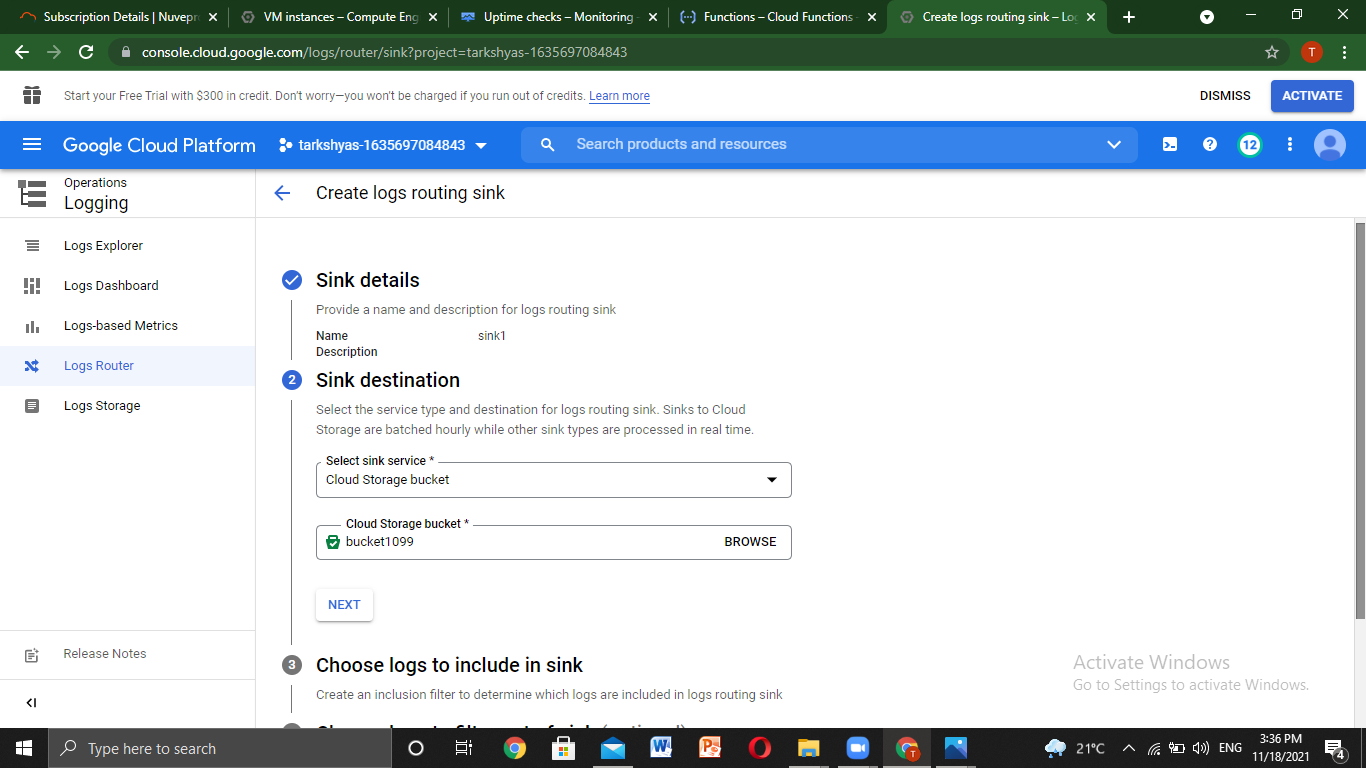 Subscription Details | Nuvepr
VM instances – Compute Eng
Uptime checks – Monitoring
Functions – Cloud Functions
Create logs routing sink – Lo
console.cloud.google.com/logs/router/sink?project=tarkshyas-1635697084843
T
Start your Free Trial with $300 in credit. Don't worry—you won't be charged if you run out of credits. Learn more
DISMISS
ACTIVATE
Google Cloud Platform
tarkshyas-1635697084843
Search products and resources
12
Operations
Logging
Create logs routing sink
Logs Explorer
Logs Dashboard
Logs-based Metrics
Logs Router
Logs Storage
Release Notes
Sink details
Provide a name and description for logs routing sink
Name sink1
Description
2 Sink destination
Select the service type and destination for logs routing sink. Sinks to Cloud
Storage are batched hourly while other sink types are processed in real time.
Select sink service *
Cloud Storage bucket
Cloud Storage bucket *
bucket1099
BROWSE
NEXT
3 Choose logs to include in sink
Create an inclusion filter to determine which logs are included in logs routing sink
Activate Windows
Go to Settings to activate Windows.
Type here to search
T
21°C
ENG
3:36 PM
11/18/2021
4